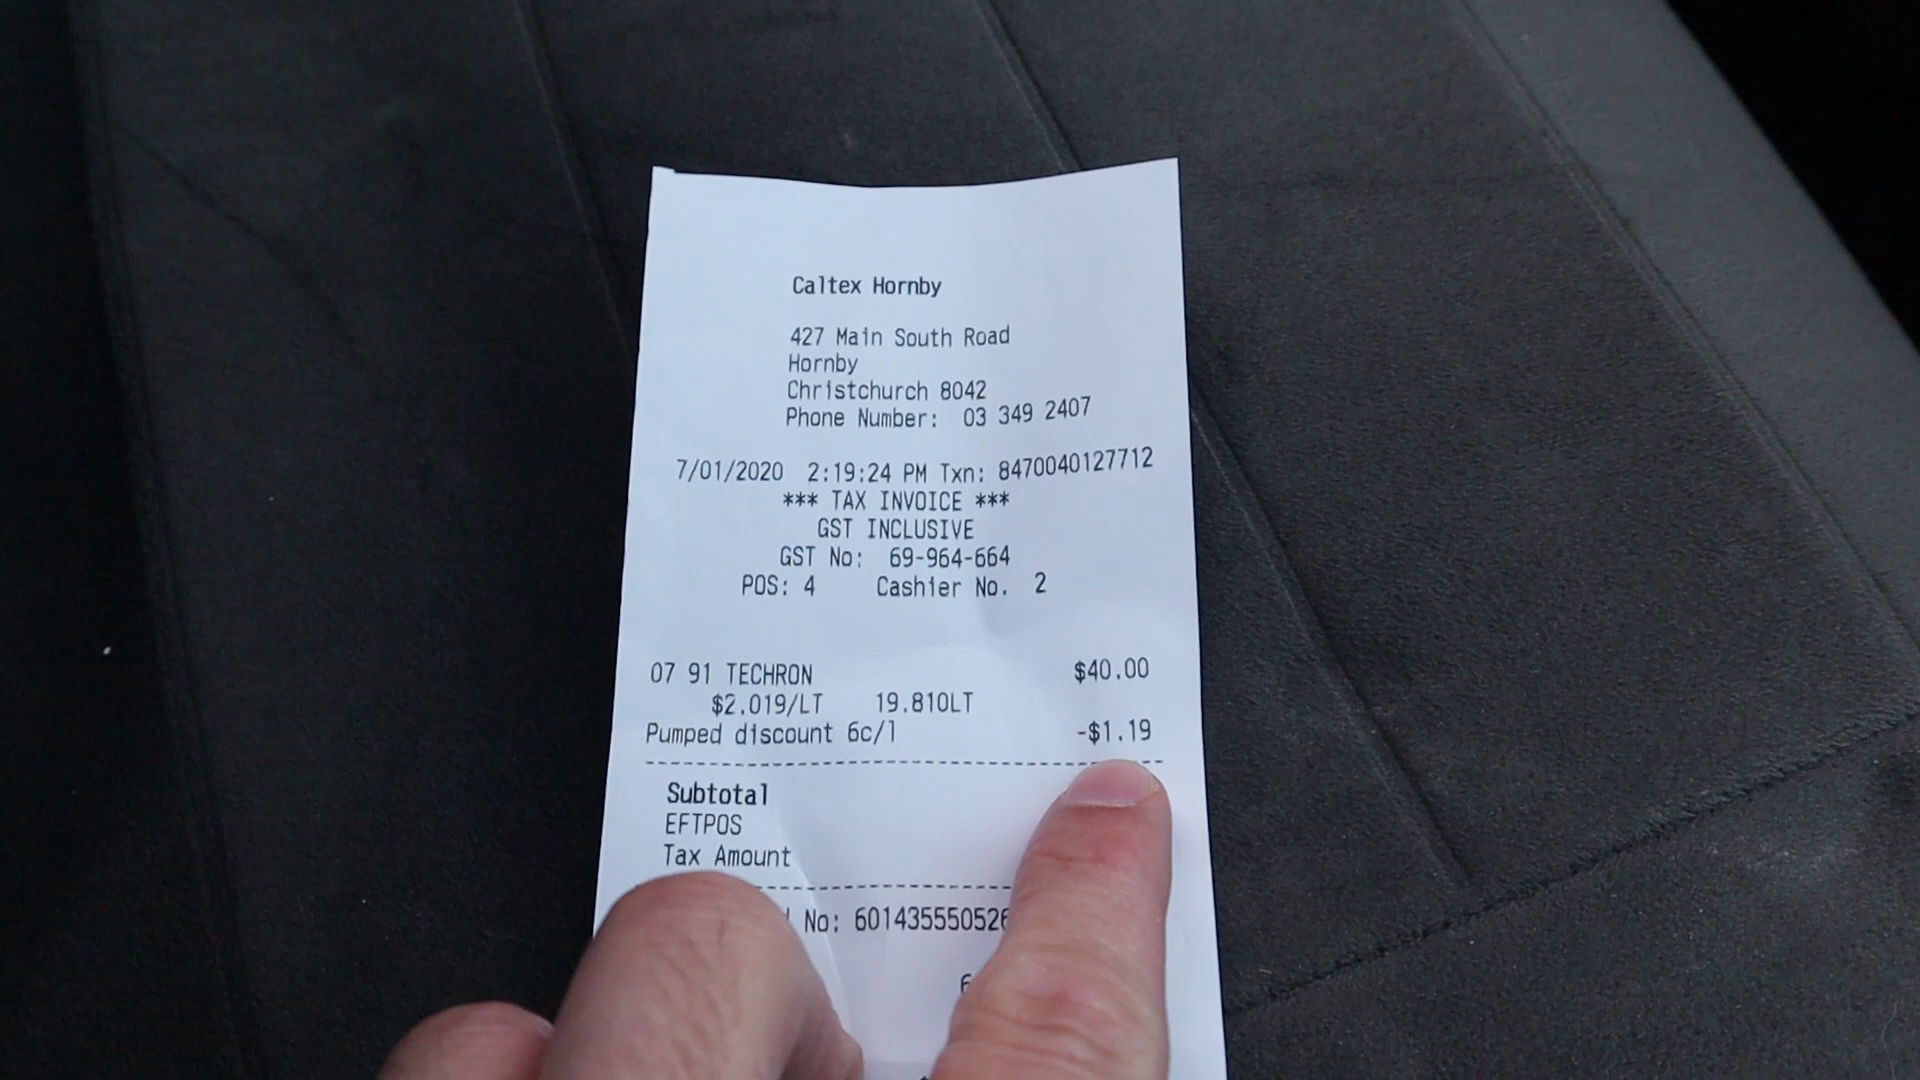 Caltex Hornby
427 Main South Road
Hornby
Christchurch 8042
Phone Number: 03 349 2407
7/01/2020 2:19:24 PM Txn: 8470040127712
*** TAX INVOICE ***
GST INCLUSIVE
GST No: 69-964-664
POS: 4 Cashier No. 2
07 91 TECHRON $40.00
$2.019/LT 19.810LT
Pumped discount 6c/l -$1.19
Subtotal
EFTPOS
Tax Amount
No: 601435550526